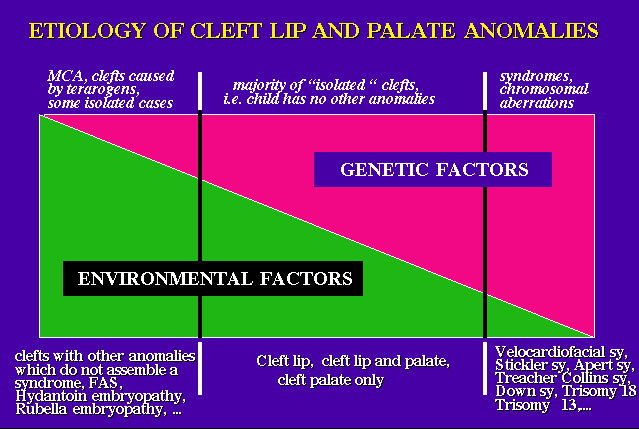 ETIOLOGY OF CLEFT LIP AND PALATE ANOMALIES
MCA, clefts caused
by terarogens,
some isolated cases
majority of “isolated “ clefts,
i.e. child has no other anomalies
syndromes,
chromosomal
aberrations
GENETIC FACTORS
ENVIRONMENTAL FACTORS
clefts with other anomalies
which do not assemble a
syndrome, FAS,
Hydantoin embryopathy,
Rubella embryopathy, ...
Cleft lip, cleft lip and palate,
cleft palate only
Velocardiofacial sy,
Stickler sy, Apert sy,
Treacher Collins sy,
Down sy, Trisomy 18
Trisomy 13,....